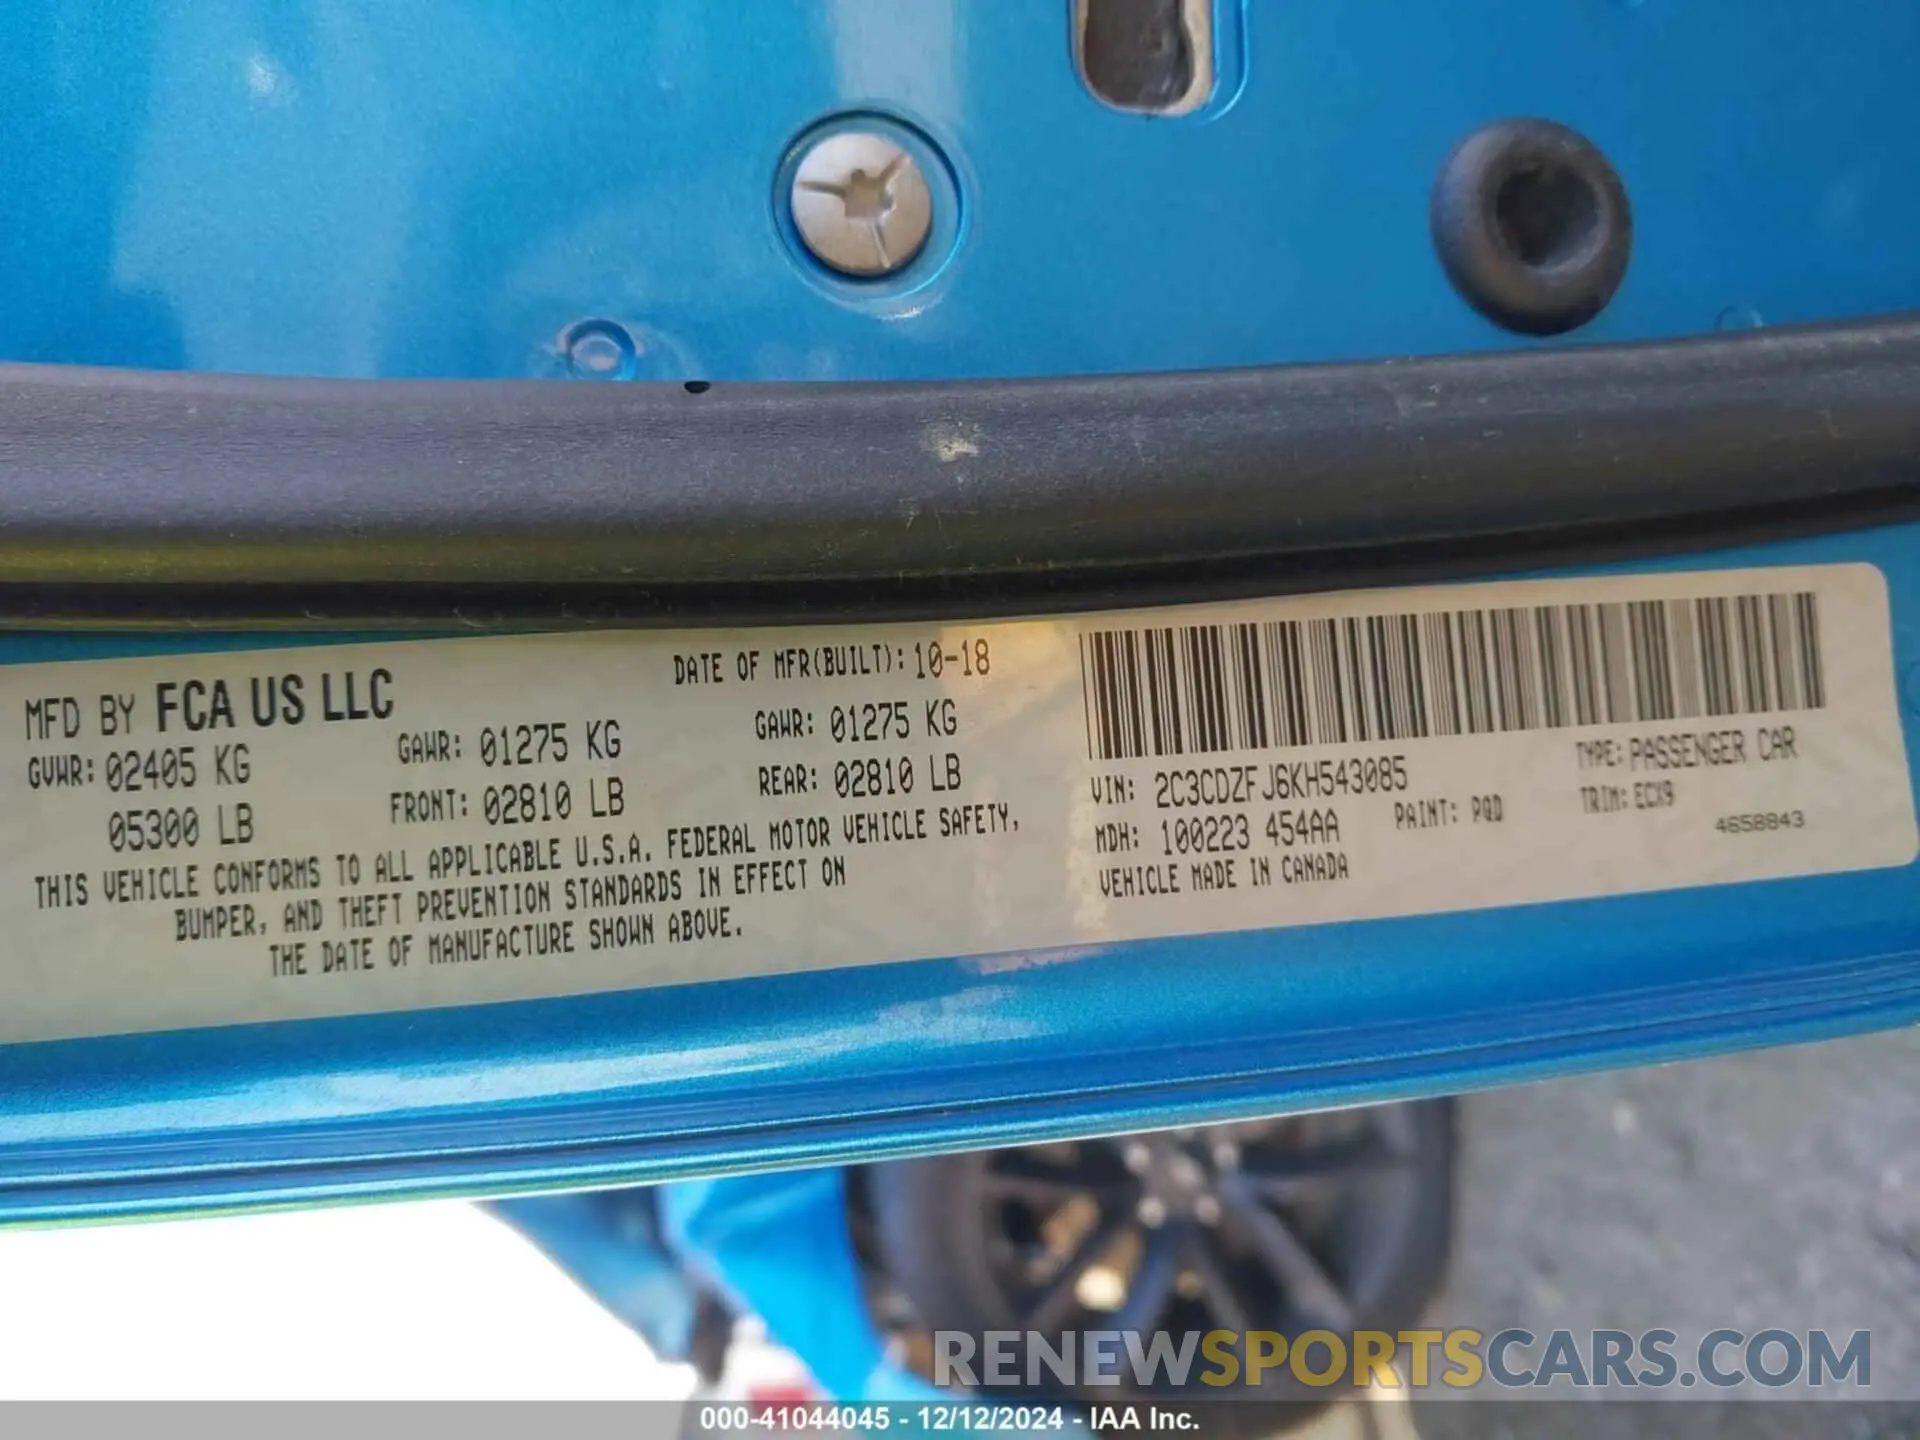 MFD BY FCA US LLC
DATE OF MFR(BUILT): 10-18
GVWR: 02405 KG
05300 LB
GAWR: 01275 KG
FRONT: 02810 LB
GAWR: 01275 KG
REAR: 02810 LB
THIS VEHICLE CONFORMS TO ALL APPLICABLE U.S.A. FEDERAL MOTOR VEHICLE SAFETY,
BUMPER, AND THEFT PREVENTION STANDARDS IN EFFECT ON
THE DATE OF MANUFACTURE SHOWN ABOVE.
VIN: 2C3CDZFJ6KH543085
TYPE: PASSENGER CAR
MDH: 100223 454AA
PAINT: PQD
TRIM: ECX9
VEHICLE MADE IN CANADA
4658843
RENEWSPORTSCARS.COM
000-41044045 - 12/12/2024 - IAA Inc.